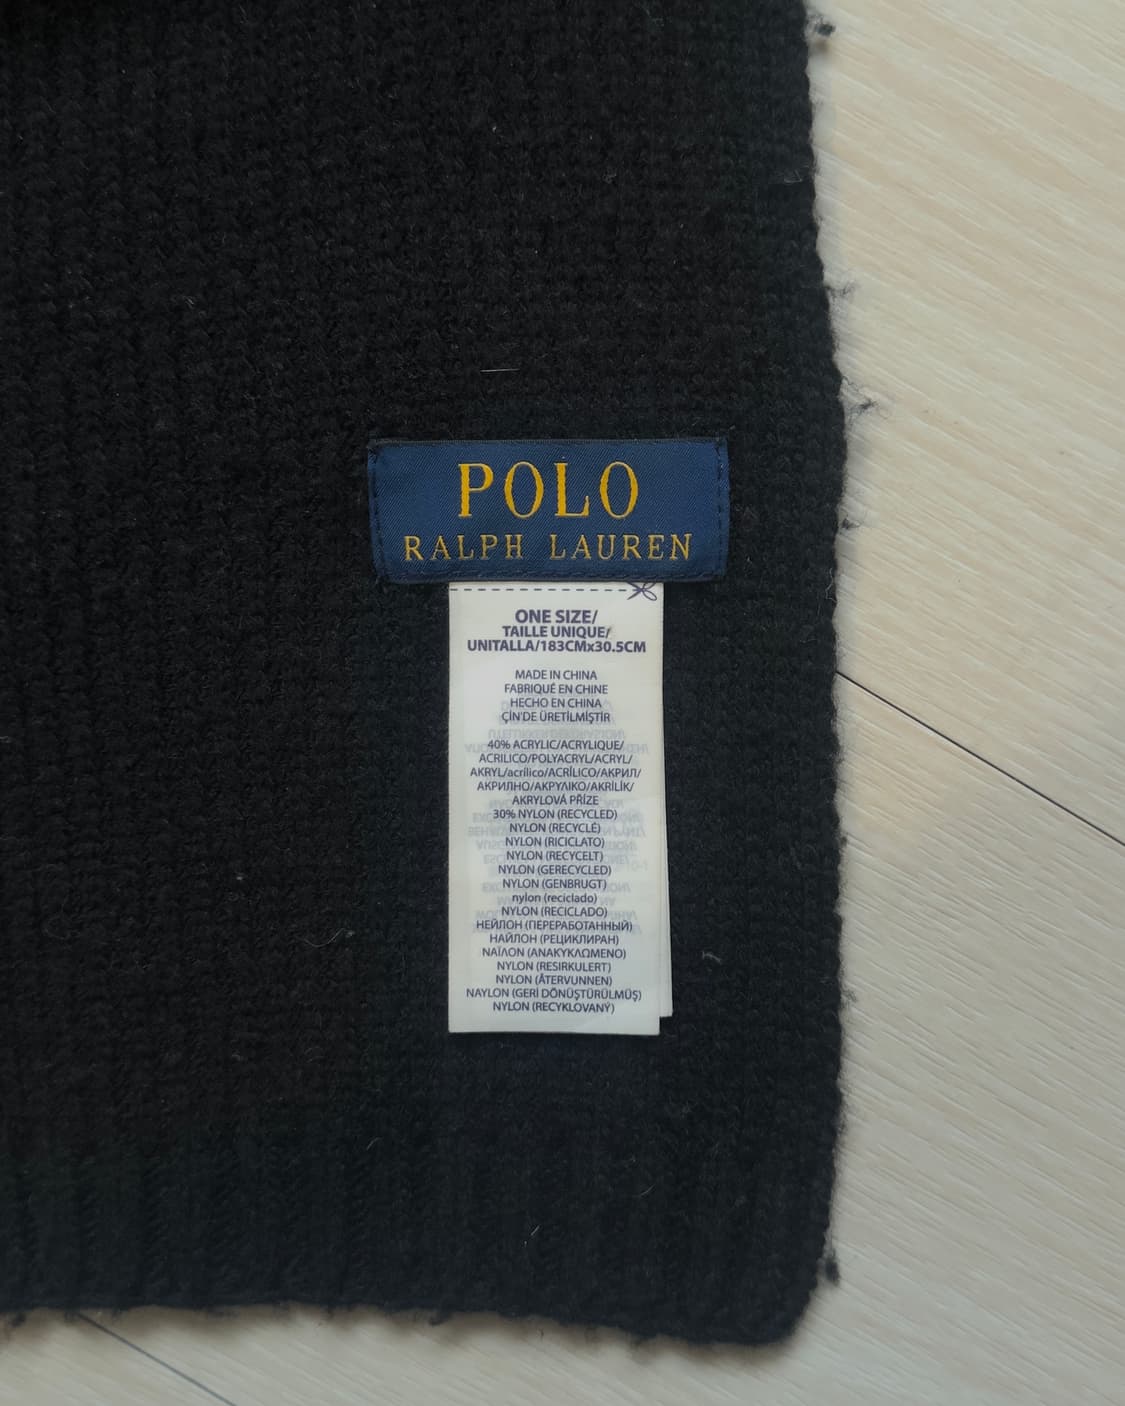 POLO
RALPH LAUREN
ONE SIZE/
TAILLE UNIQUE/
UNITALLA/183CMx30.5CM
MADE IN CHINA
FABRIQUÉ EN CHINE
HECHO EN CHINA
ÇİN'DE ÜRETİLMİŞTİR
40% ACRYLIC/ACRYLIQUE/
ACRILICO/POLYACRYL/ACRYL/
AKRYL/acrílico/ACRÍLICO/АКРИЛ/
АКРИЛНО/ΑΚΡΥΛΙΚΟ/AKRİLİK/
AKRYLOVÁ PŘÍZE
30% NYLON (RECYCLED)
NYLON (RECYCLÉ)
NYLON (RICICLATO)
NYLON (RECYCELT)
NYLON (GERECYCLED)
NYLON (GENBRUGT)
nylon (reciclado)
NYLON (RECICLADO)
НЕЙЛОН (ПЕРЕРАБОТАННЫЙ)
НАЙЛОН (РЕЦИКЛИРАН)
ΝΑΪΛΟΝ (ΑΝΑΚΥΚΛΩΜΕΝΟ)
NYLON (RESIRKULERT)
NYLON (ÅTERVUNNEN)
NAYLON (GERİ DÖNÜŞTÜRÜLMÜŞ)
NYLON (RECYKLOVANÝ)